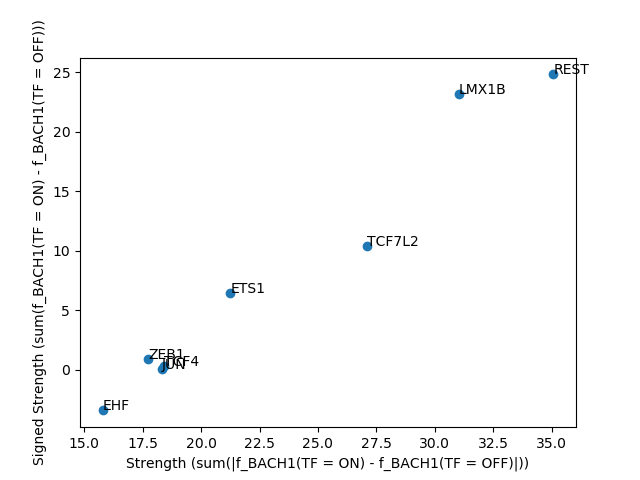 Signed Strength (sum(f_BACH1(TF = ON) - f_BACH1(TF = OFF)))
25
20
15
10
5
0
REST
LMX1B
TCF7L2
ETS1
ZEB1
TCF4
JUN
EHF
15.0 17.5 20.0 22.5 25.0 27.5 30.0 32.5 35.0
Strength (sum(|f_BACH1(TF = ON) - f_BACH1(TF = OFF)|))